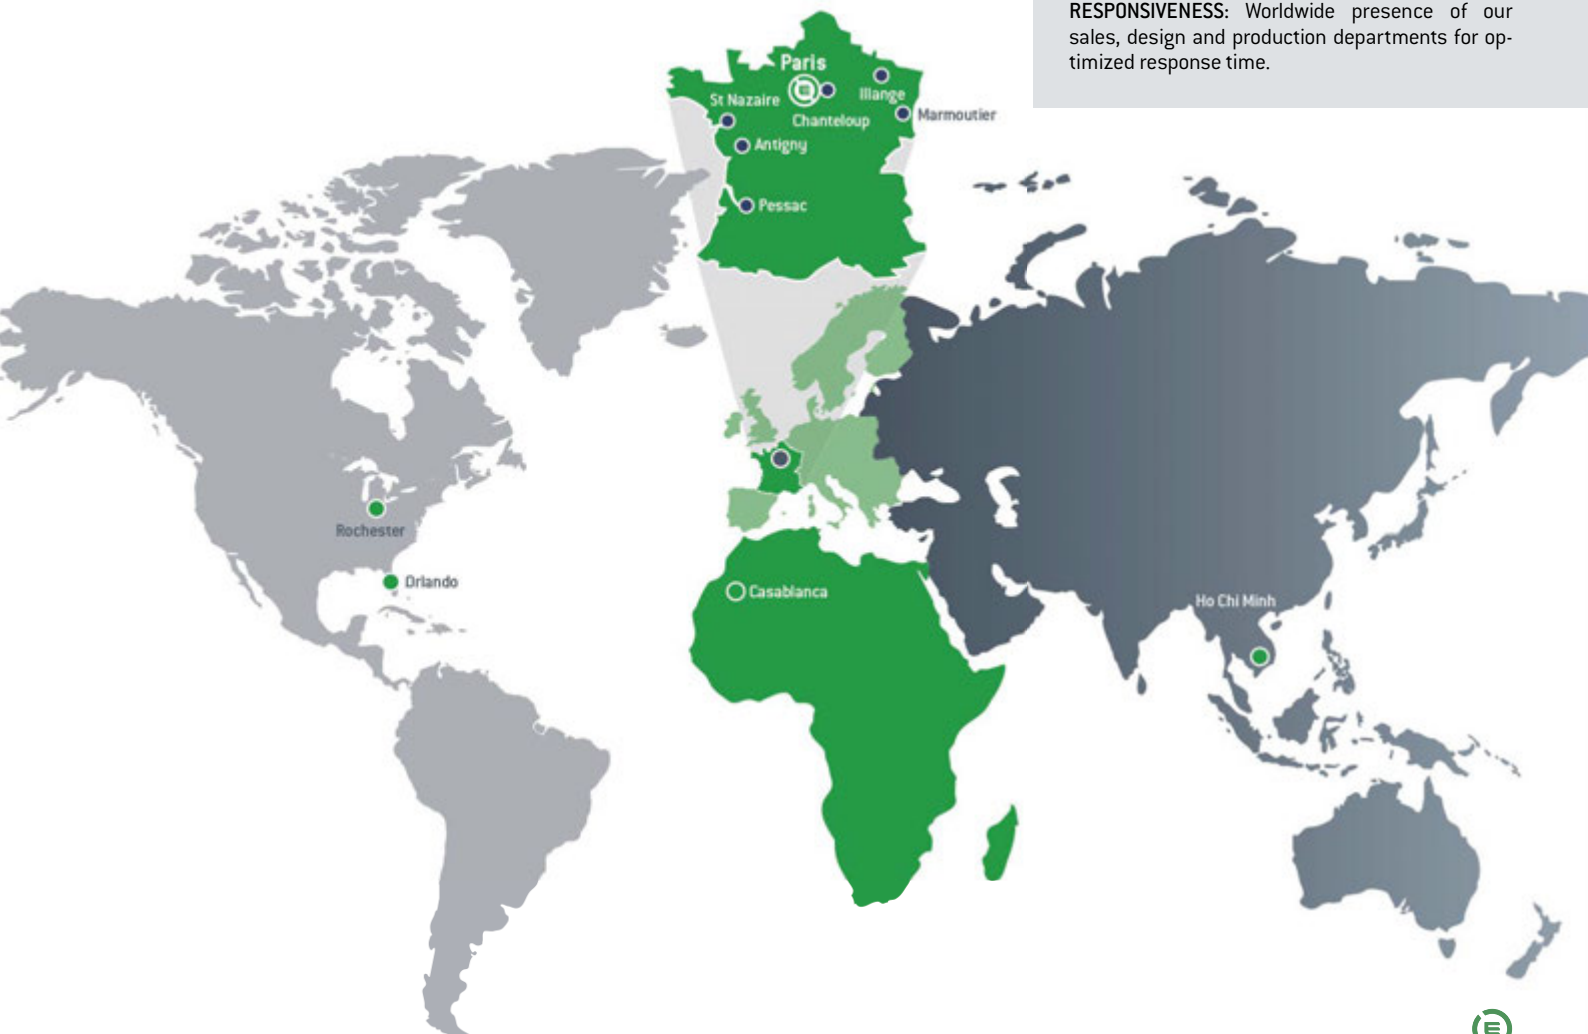 RESPONSIVENESS: Worldwide presence of our
sales, design and production departments for op-
timized response time.
Paris
Illange
St Nazaire
Chanteloup
Marmoutier
Antigny
Pessac
Rochester
Orlando
Casablanca
Ho Chi Minh
E